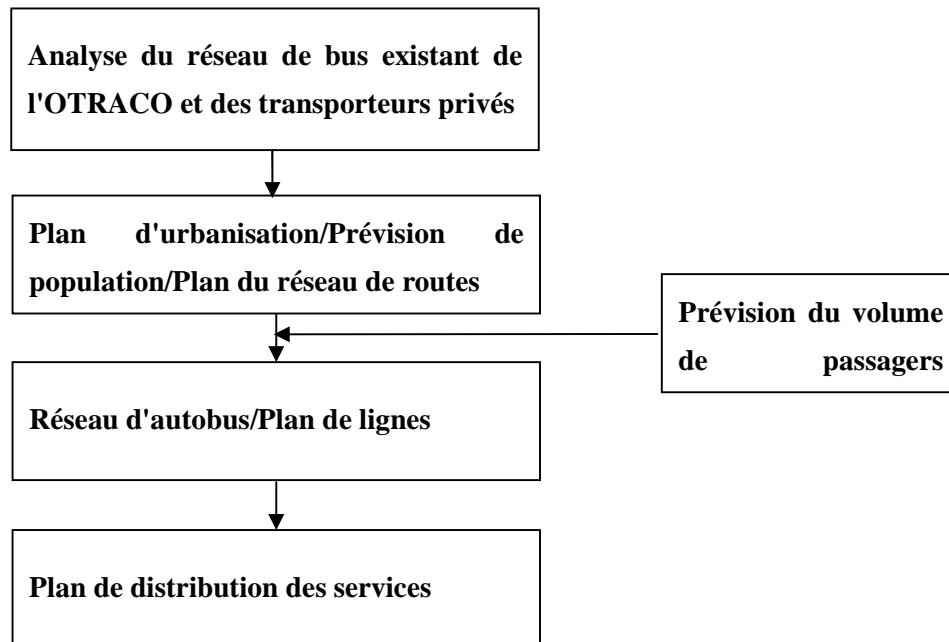 Analyse du réseau de bus existant de
l'OTRACO et des transporteurs privés
Plan d'urbanisation/Prévision de
population/Plan du réseau de routes
Prévision du volume
de passagers
Réseau d'autobus/Plan de lignes
Plan de distribution des services